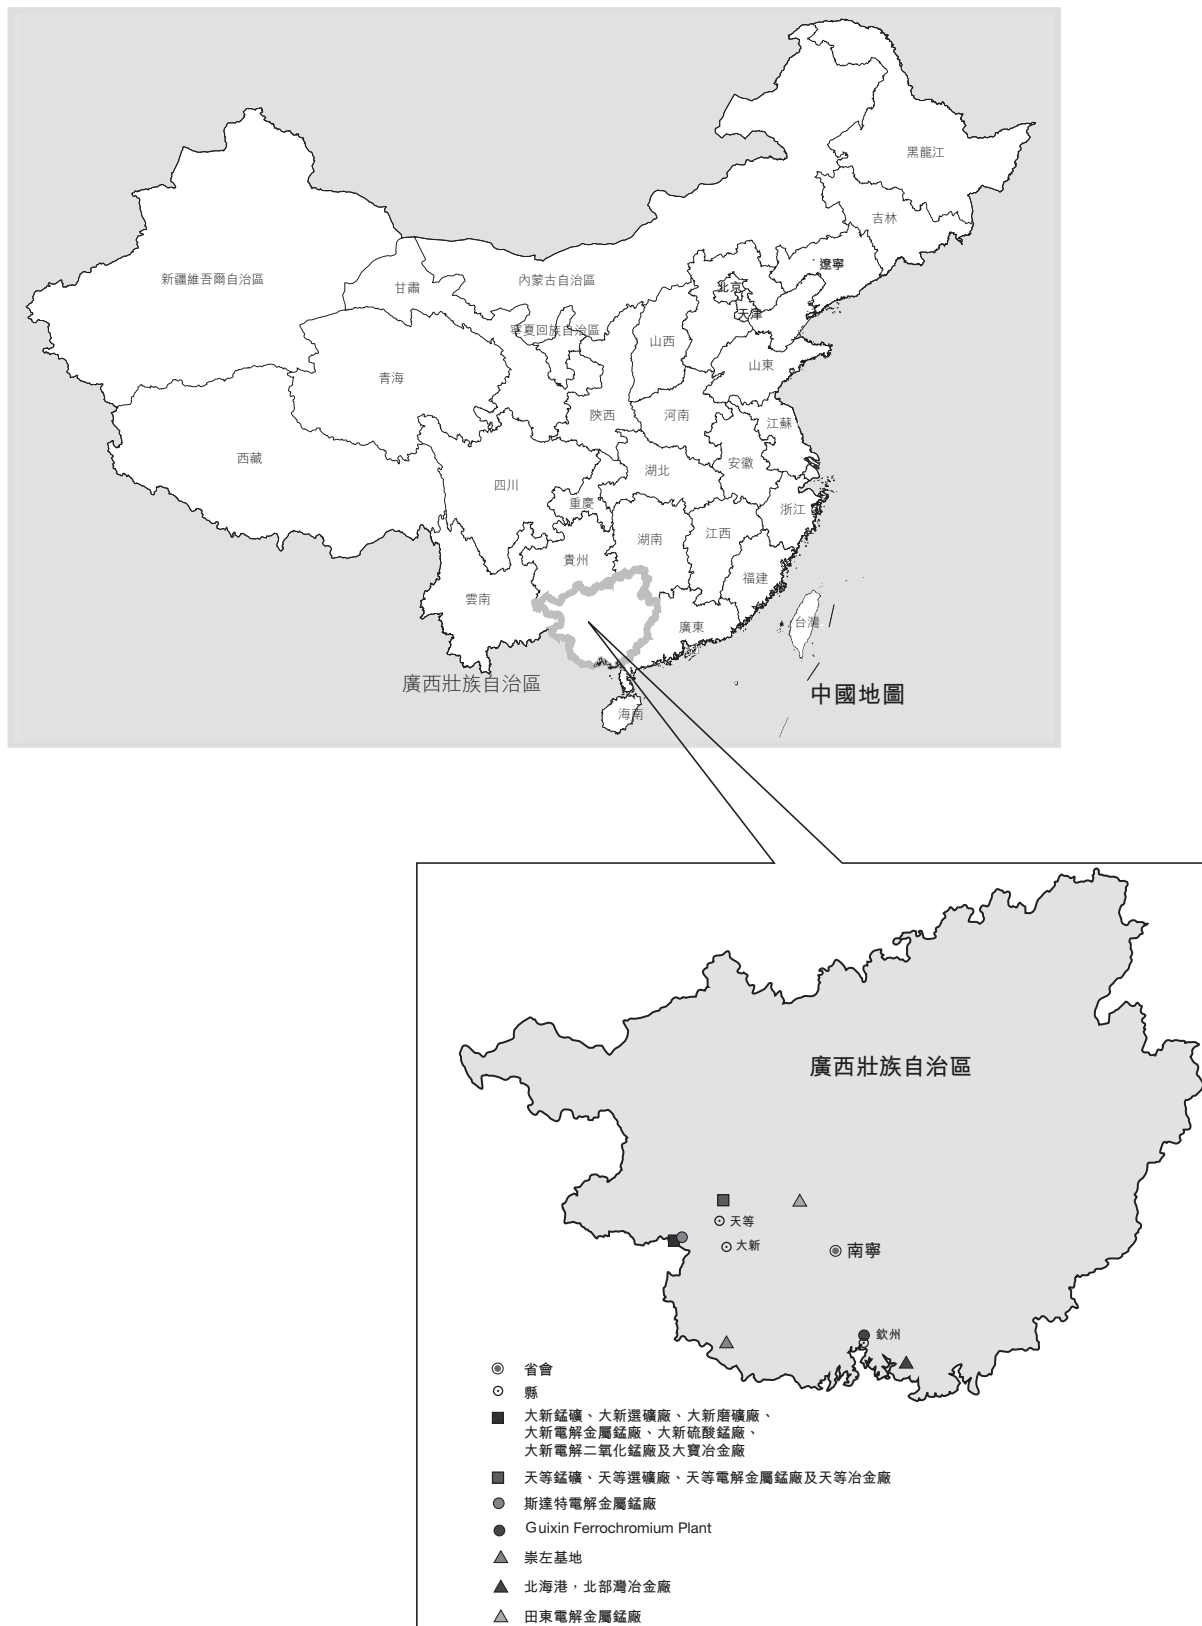 黑龍江
吉林
遼寧
新疆維吾爾自治區
甘肅
內蒙古自治區
北京
天津
寧夏回族自治區
山西
山東
青海
陝西
河南
江蘇
西藏
湖北
安徽
四川
重慶
浙江
湖南
江西
貴州
福建
雲南
台灣
廣東
廣西壯族自治區
中國地圖
海南
廣西壯族自治區
天等
大新
南寧
欽州
省會
縣
大新錳礦、大新選礦廠、大新磨礦廠、
大新電解金屬錳廠、大新硫酸錳廠、
大新電解二氧化錳廠及大寶冶金廠
天等錳礦、天等選礦廠、天等電解金屬錳廠及天等冶金廠
斯達特電解金屬錳廠
Guixin Ferrochromium Plant
崇左基地
北海港,北部灣冶金廠
田東電解金屬錳廠